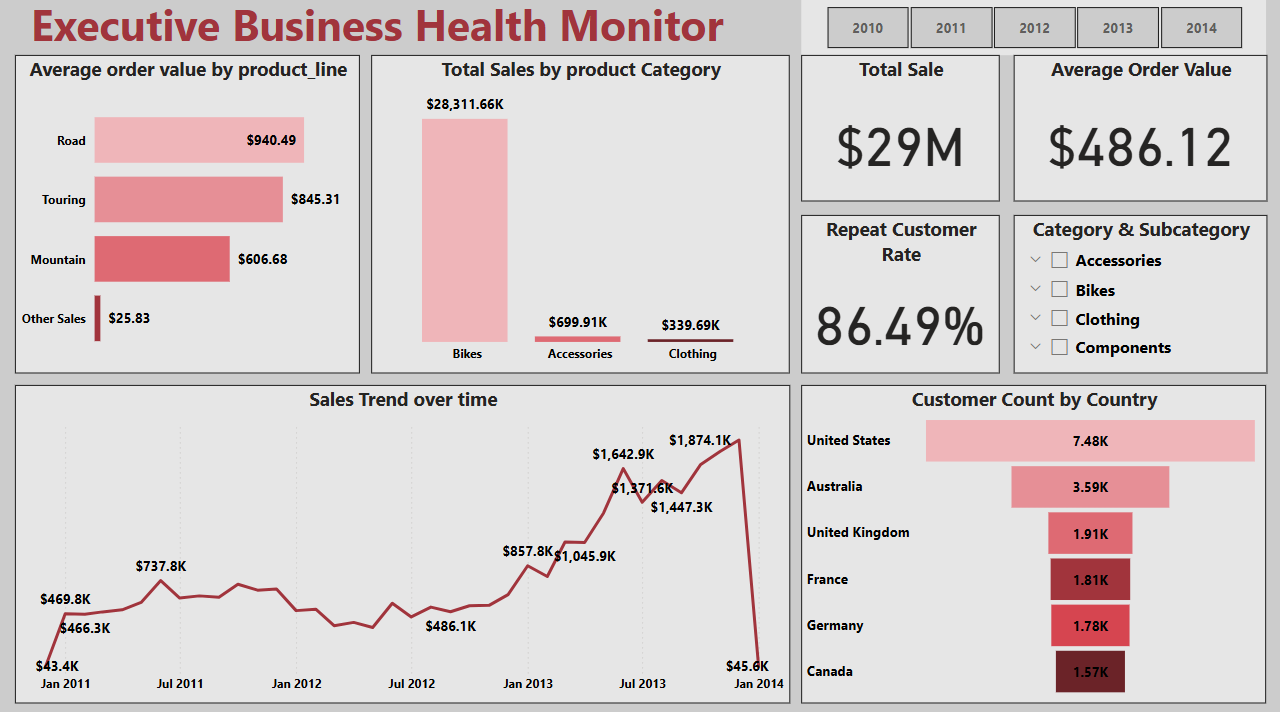 Executive Business Health Monitor
2010 2011 2012 2013 2014
Average order value by product_line
Road $940.49
Touring $845.31
Mountain $606.68
Other Sales $25.83
Total Sales by product Category
$28,311.66K
$699.91K
$339.69K
Bikes Accessories Clothing
Total Sale
$29M
Average Order Value
$486.12
Repeat Customer
Rate
86.49%
Category & Subcategory
Accessories
Bikes
Clothing
Components
Sales Trend over time
$1,874.1K
$1,642.9K
$1,371.6K
$1,447.3K
$857.8K
$1,045.9K
$737.8K
$469.8K
$466.3K
$486.1K
$43.4K
$45.6K
Jan 2011 Jul 2011 Jan 2012 Jul 2012 Jan 2013 Jul 2013 Jan 2014
Customer Count by Country
United States 7.48K
Australia 3.59K
United Kingdom 1.91K
France 1.81K
Germany 1.78K
Canada 1.57K